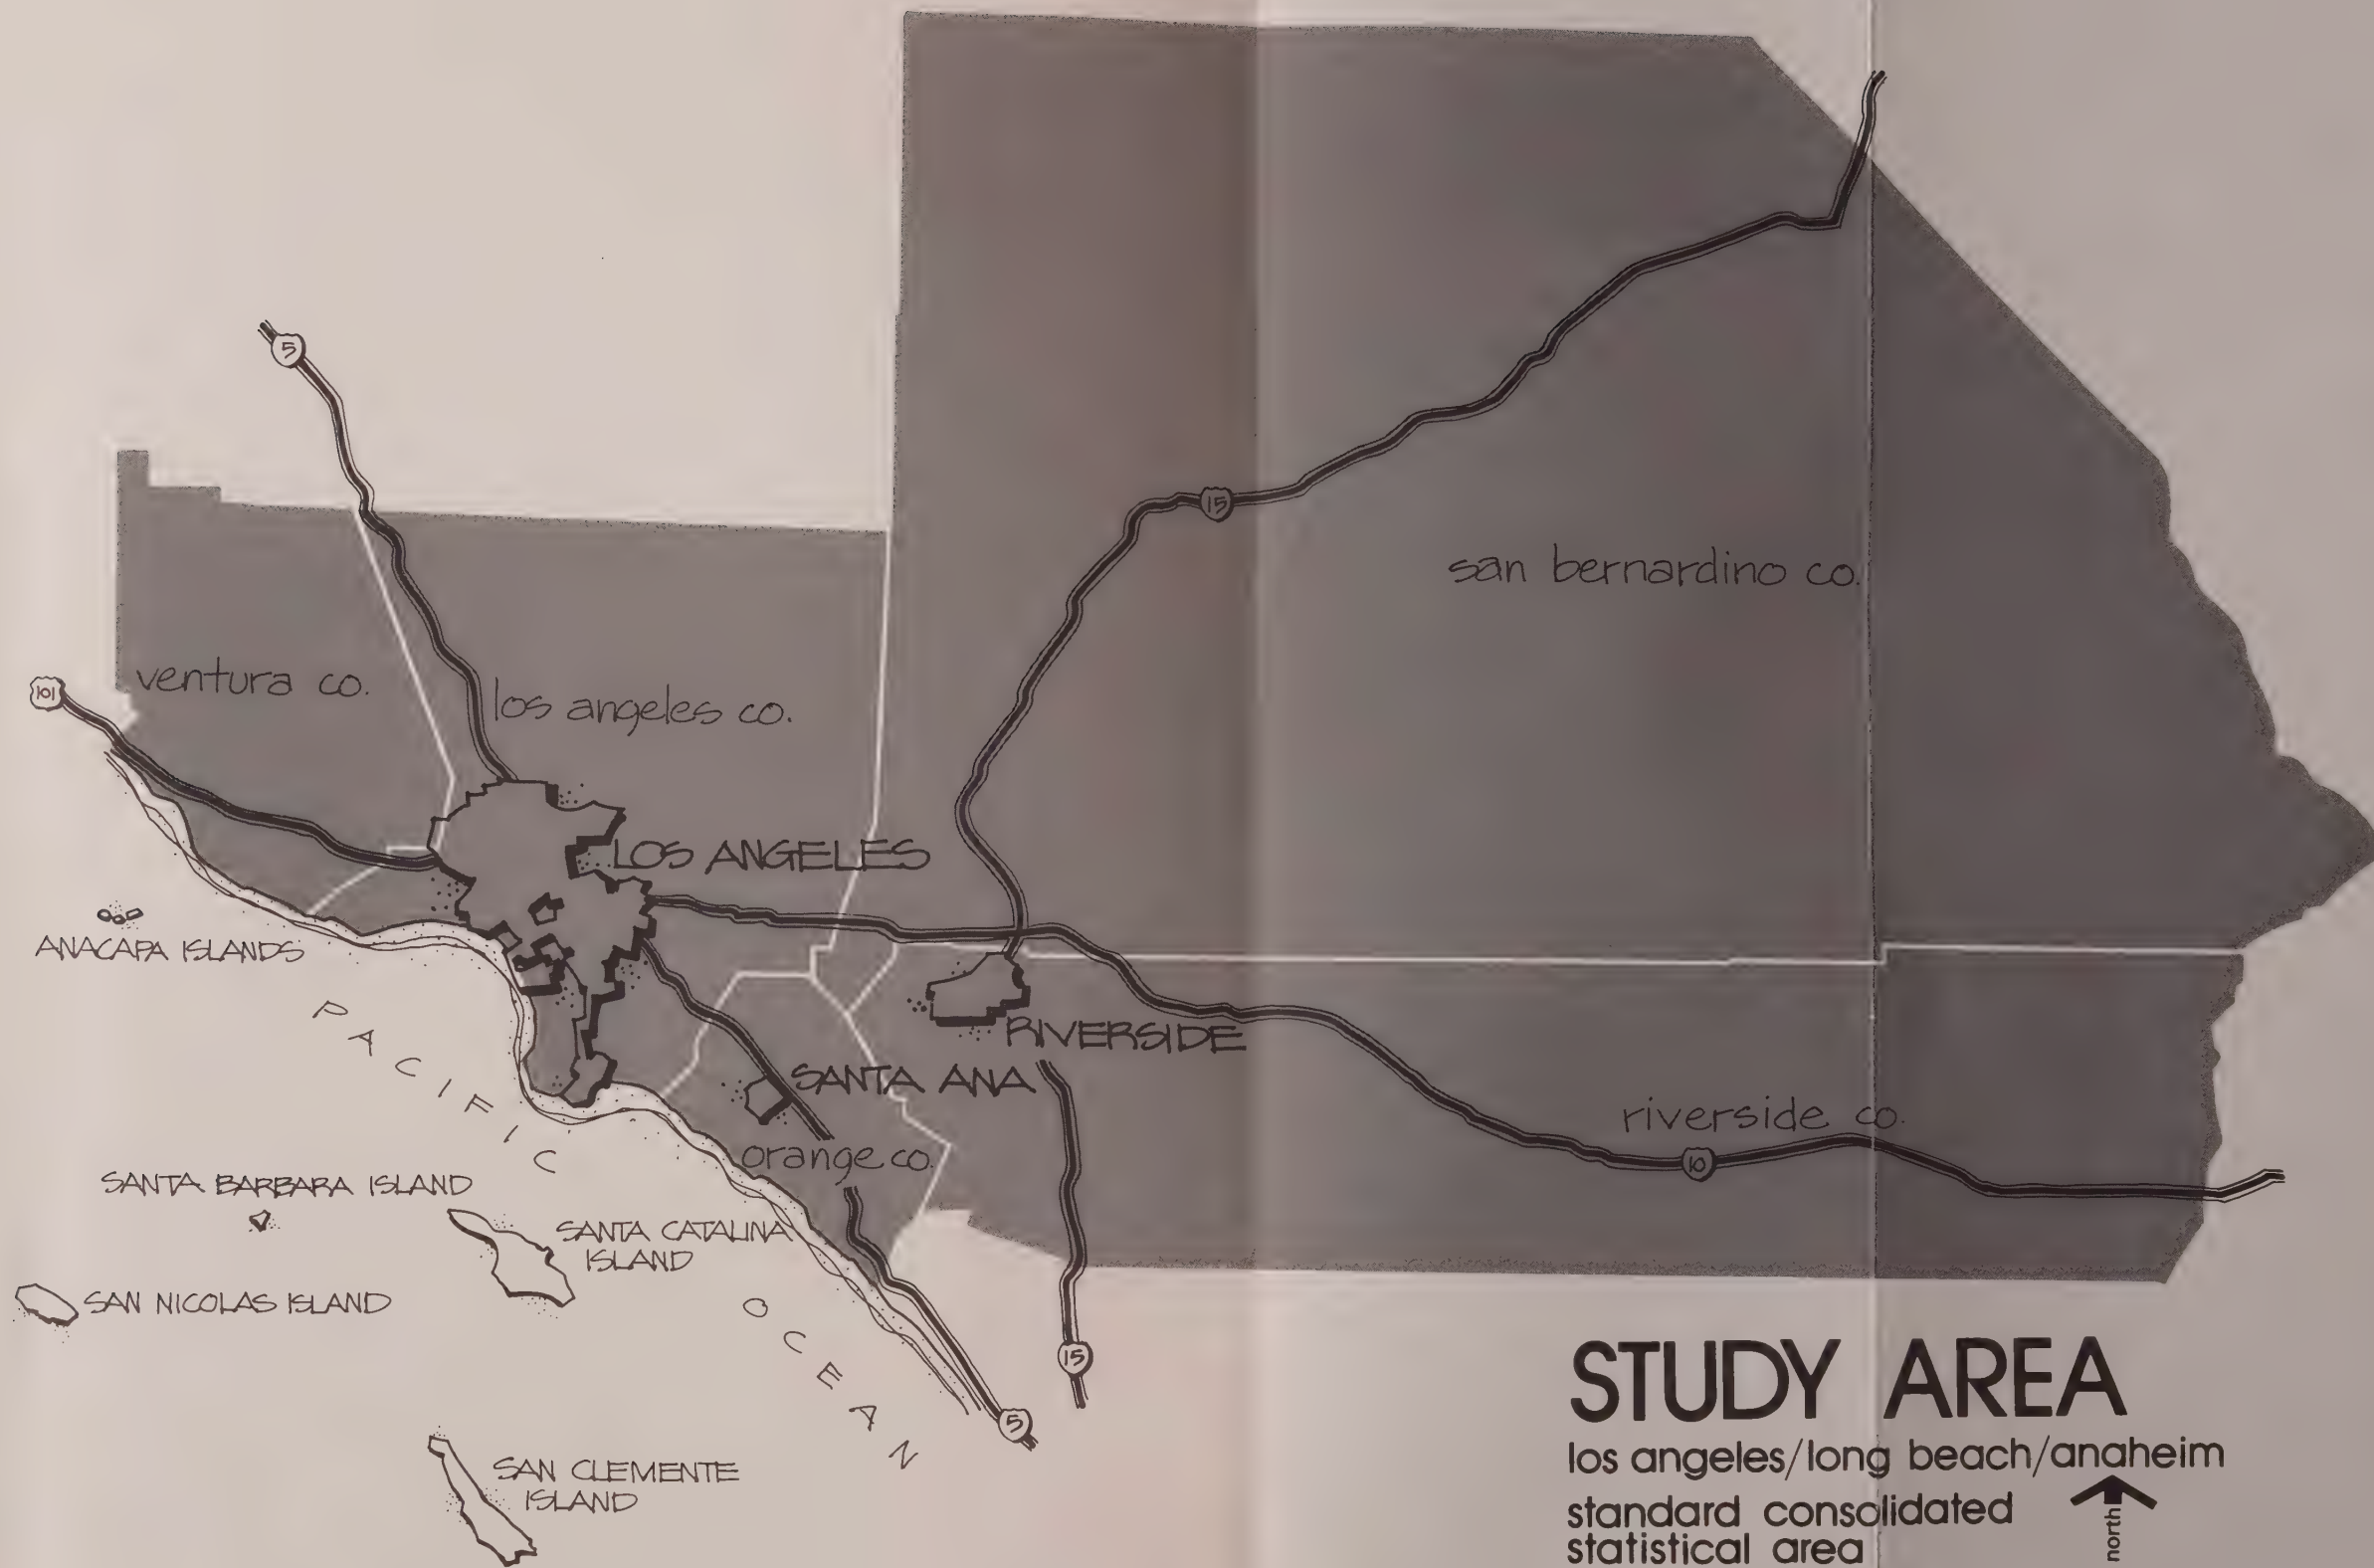 5
15
san bernardino co.
ventura co.
101
los angeles co.
LOS ANGELES
ANACAPA ISLANDS
PACIFIC
RIVERSIDE
SANTA ANA
riverside co.
orange co.
10
SANTA BARBARA ISLAND
SANTA CATALINA
ISLAND
SAN NICOLAS ISLAND
OCEAN
15
5
SAN CLEMENTE
ISLAND
STUDY AREA
los angeles/long beach/anaheim
standard consolidated
statistical area
north